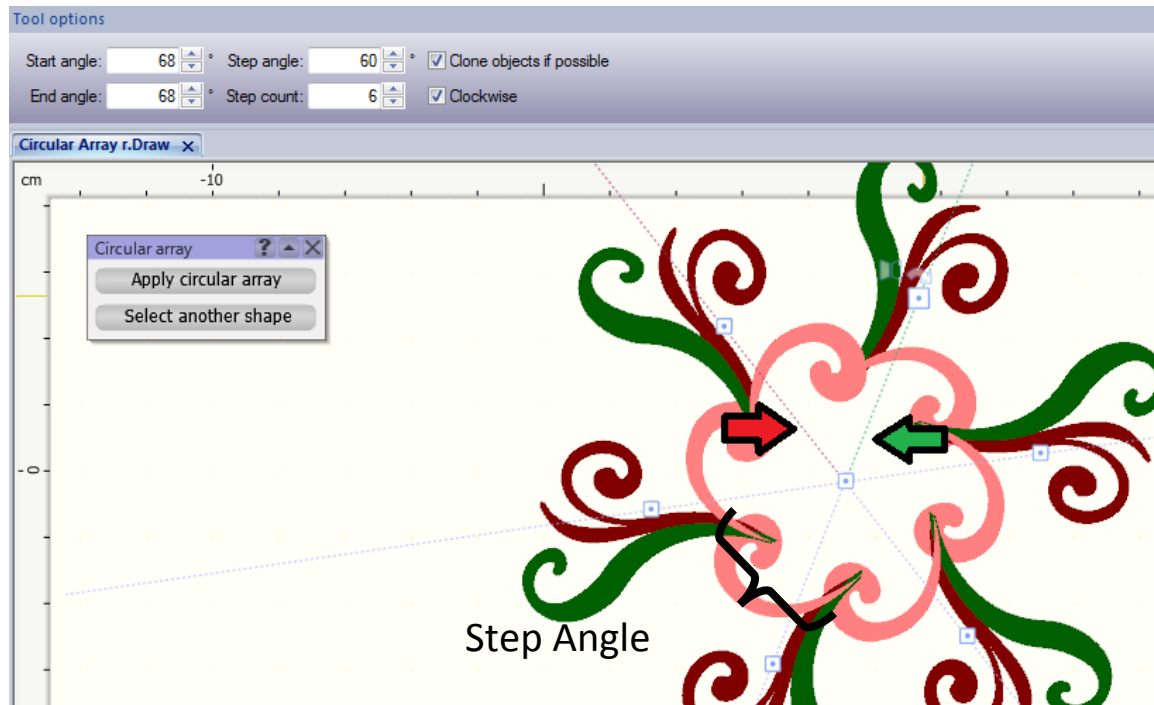 Tool options
Start angle: 68 ° Step angle: 60 ° Clone objects if possible
End angle: 68 ° Step count: 6 Clockwise
Circular Array r.Draw x
cm -10
Circular array ? X
Apply circular array
Select another shape
- 0 -
Step Angle